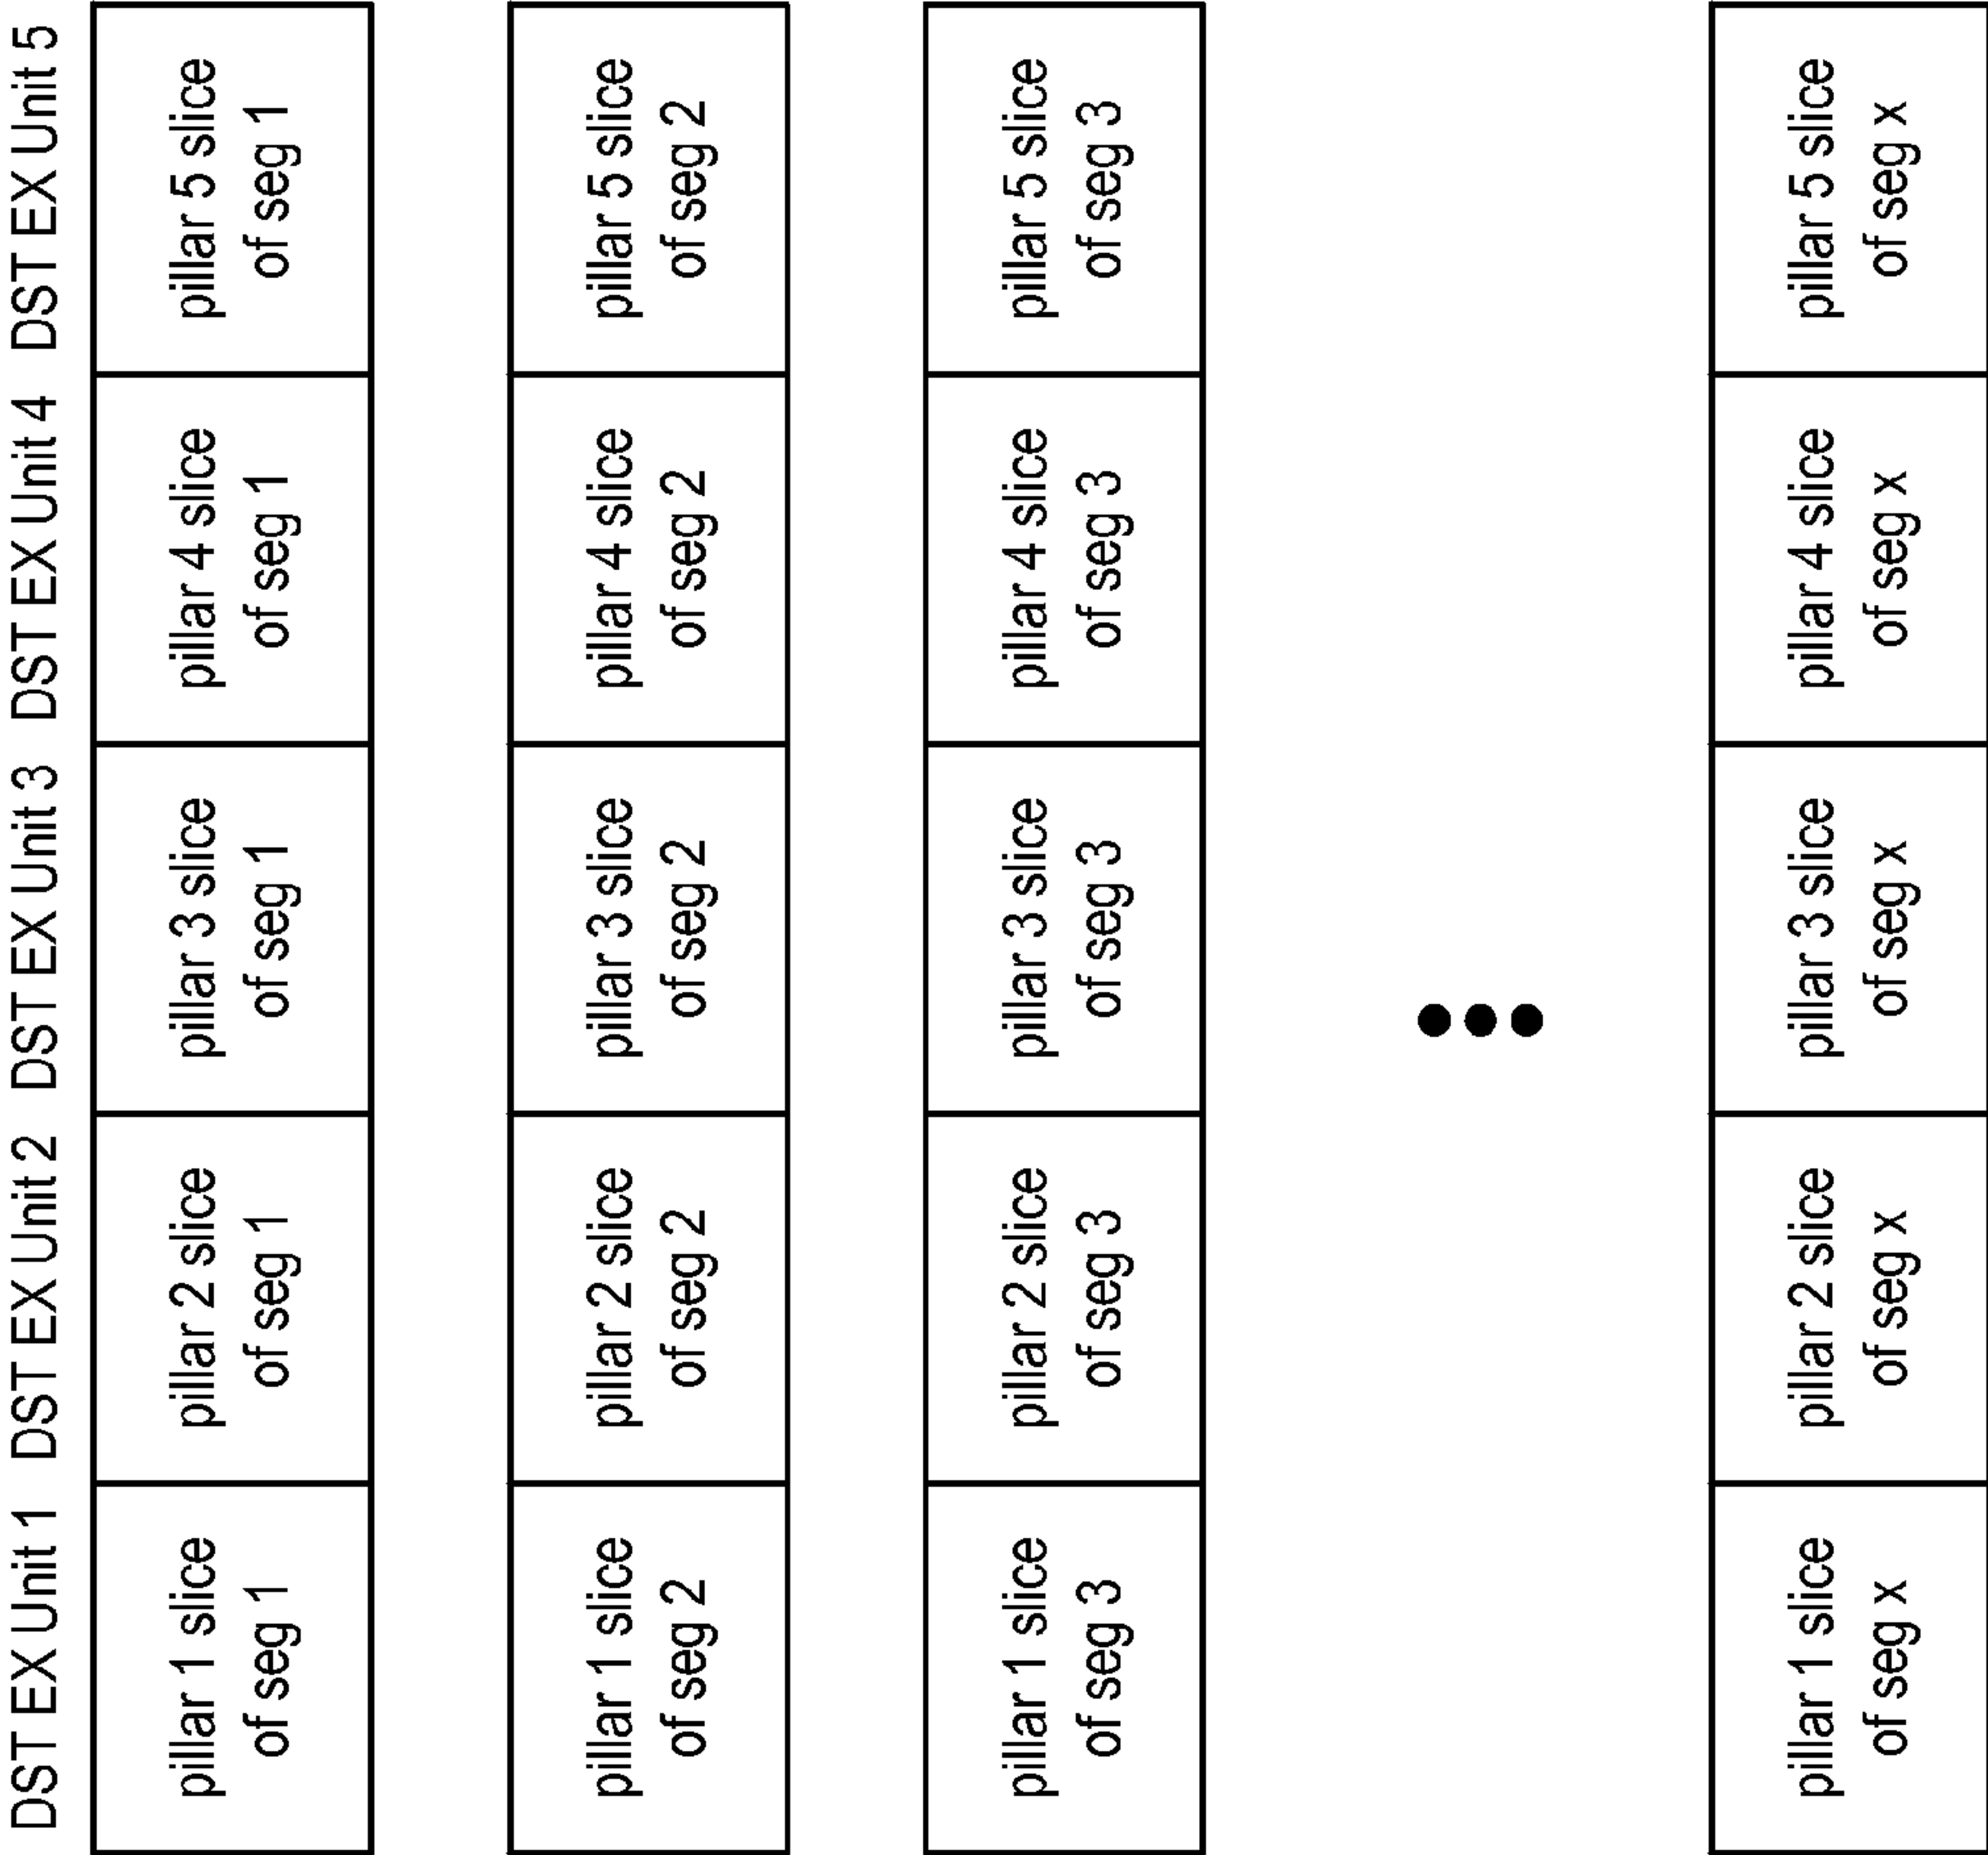 DST EX Unit 1 DST EX Unit 2 DST EX Unit 3 DST EX Unit 4 DST EX Unit 5
pillar 1 slice
of seg 1
pillar 2 slice
of seg 1
pillar 3 slice
of seg 1
pillar 4 slice
of seg 1
pillar 5 slice
of seg 1
pillar 1 slice
of seg 2
pillar 2 slice
of seg 2
pillar 3 slice
of seg 2
pillar 4 slice
of seg 2
pillar 5 slice
of seg 2
pillar 1 slice
of seg 3
pillar 2 slice
of seg 3
pillar 3 slice
of seg 3
pillar 4 slice
of seg 3
pillar 5 slice
of seg 3
pillar 1 slice
of seg x
pillar 2 slice
of seg x
pillar 3 slice
of seg x
pillar 4 slice
of seg x
pillar 5 slice
of seg x